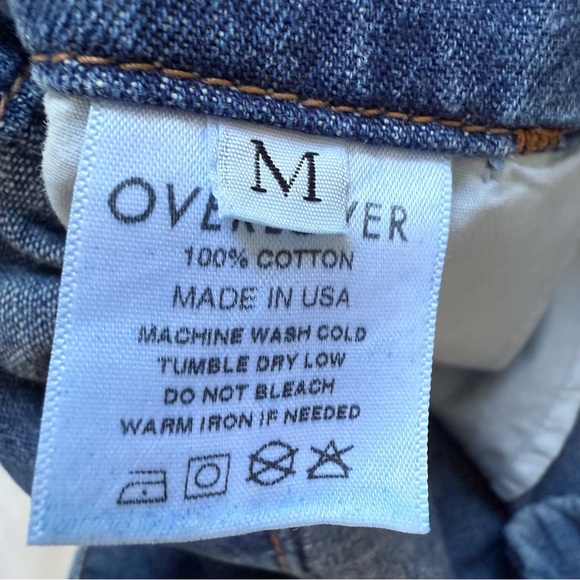 M
100% COTTON
MADE IN USA
MACHINE WASH COLD
TUMBLE DRY LOW
DO NOT BLEACH
WARM IRON IF NEEDED